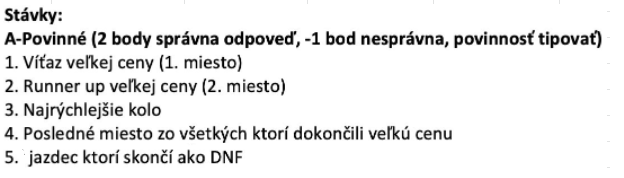 Stávky:
A-Povinné (2 body správna odpoveď, -1 bod nesprávna, povinnosť tipovať)
1. Víťaz veľkej ceny (1. miesto)
2. Runner up veľkej ceny (2. miesto)
3. Najrýchlejšie kolo
4. Posledné miesto zo všetkých ktorí dokončili veľkú cenu
5. jazdec ktorí skončí ako DNF